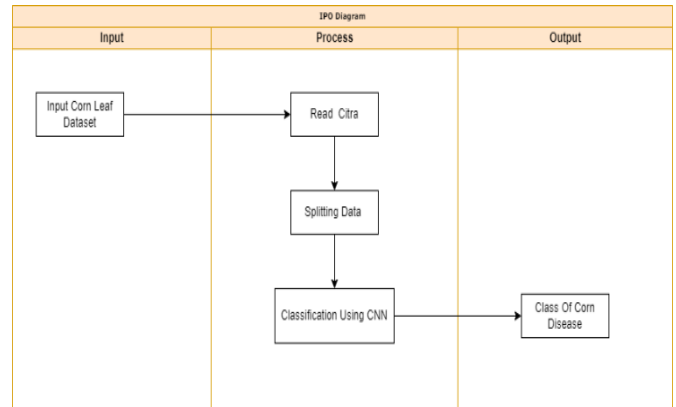 IPO Diagram
Input
Process
Output
Input Corn Leaf
Dataset
Read Citra
Splitting Data
Classification Using CNN
Class Of Corn
Disease